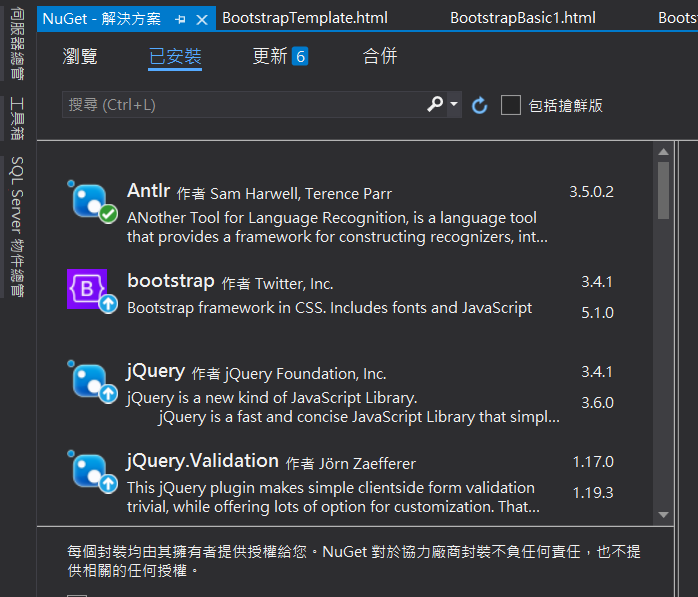 伺服器總管
工具箱
SQL Server 物件總管
NuGet - 解決方案
BootstrapTemplate.html
BootstrapBasic1.html
Boots
瀏覽
已安裝
更新 6
合併
搜尋 (Ctrl+L)
包括搶鮮版
Antlr 作者 Sam Harwell, Terence Parr
3.5.0.2
ANother Tool for Language Recognition, is a language tool
that provides a framework for constructing recognizers, int...
bootstrap 作者 Twitter, Inc.
3.4.1
Bootstrap framework in CSS. Includes fonts and JavaScript
5.1.0
jQuery 作者 jQuery Foundation, Inc.
3.4.1
jQuery is a new kind of JavaScript Library.
3.6.0
jQuery is a fast and concise JavaScript Library that simpl...
jQuery.Validation 作者 Jörn Zaefferer
1.17.0
This jQuery plugin makes simple clientside form validation
1.19.3
trivial, while offering lots of option for customization. That...
每個封裝均由其擁有者提供授權給您。NuGet 對於協力廠商封裝不負任何責任，也不提
供相關的任何授權。